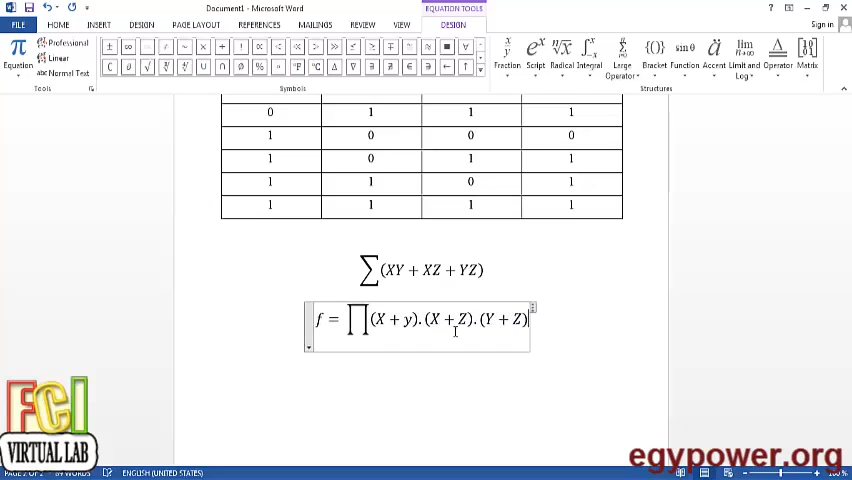 Document1 - Microsoft Word
EQUATION TOOLS
Sign in
FILE HOME INSERT DESIGN PAGE LAYOUT REFERENCES MAILINGS REVIEW VIEW DESIGN
π Equation
Professional
Linear
abc Normal Text
Tools
Symbols
x/y Fraction
eˣ Script
ⁿ√x Radical
Integral
Large Operator
{()} Bracket
sinθ Function
ä Accent
lim Limit and Log
Operator
Matrix
Structures
0 1 1 1
1 0 0 0
1 0 1 1
1 1 0 1
1 1 1 1
∑(XY + XZ + YZ)
f = ∏(X + y).(X + Z).(Y + Z)
FCI
VIRTUAL LAB
ENGLISH (UNITED STATES)
egypower.org